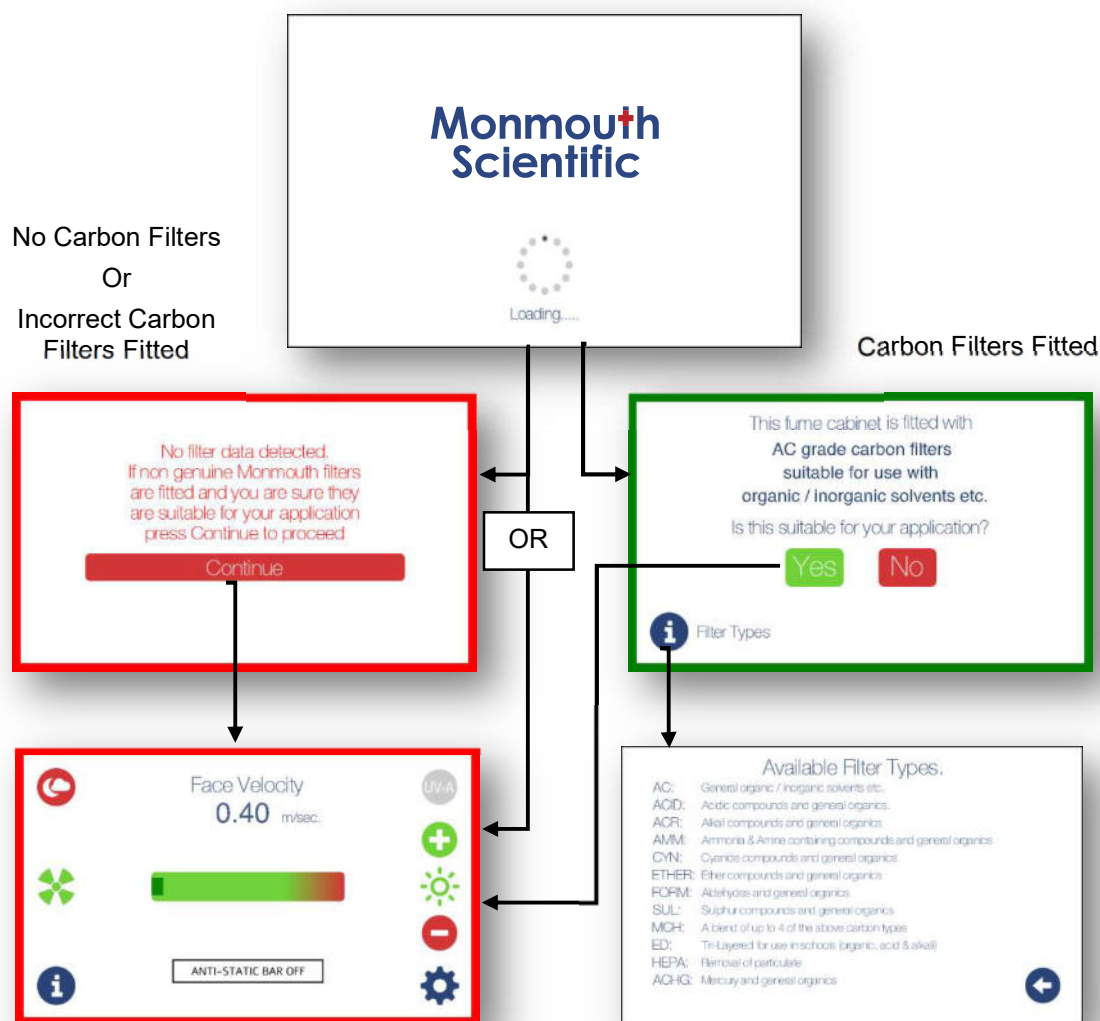 Monmouth
Scientific
Loading.....
No Carbon Filters
Or
Incorrect Carbon
Filters Fitted
Carbon Filters Fitted
No filter data detected.
If non genuine Monmouth filters
are fitted and you are sure they
are suitable for your application
press Continue to proceed
Continue
OR
This fume cabinet is fitted with
AC grade carbon filters
suitable for use with
organic / inorganic solvents etc.
Is this suitable for your application?
Yes No
i Filter Types
Face Velocity
0.40 m/sec.
UV-A
ANTI-STATIC BAR OFF
i
Available Filter Types.
AC: General organic / inorganic solvents etc.
ACID: Acidic compounds and general organics.
ACR: Alkali compounds and general organics
AMM: Ammonia & Amine containing compounds and general organics
CYN: Cyanide compounds and general organics
ETHER: Ether compounds and general organics
FORM: Aldehydes and general organics
SUL: Sulphur compounds and general organics
MCH: A blend of up to 4 of the above carbon types
ED: Tri-Layered for use in schools (organic, acid & alkali)
HEPA: Removal of particulate
ACHG: Mercury and general organics